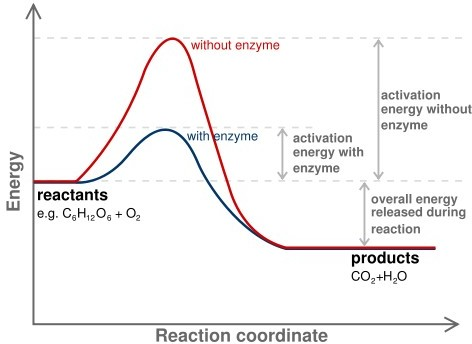 without enzyme
with enzyme
activation
energy without
enzyme
activation
energy with
enzyme
reactants
e.g. C₆H₁₂O₆ + O₂
overall energy
released during
reaction
products
CO₂+H₂O
Energy
Reaction coordinate